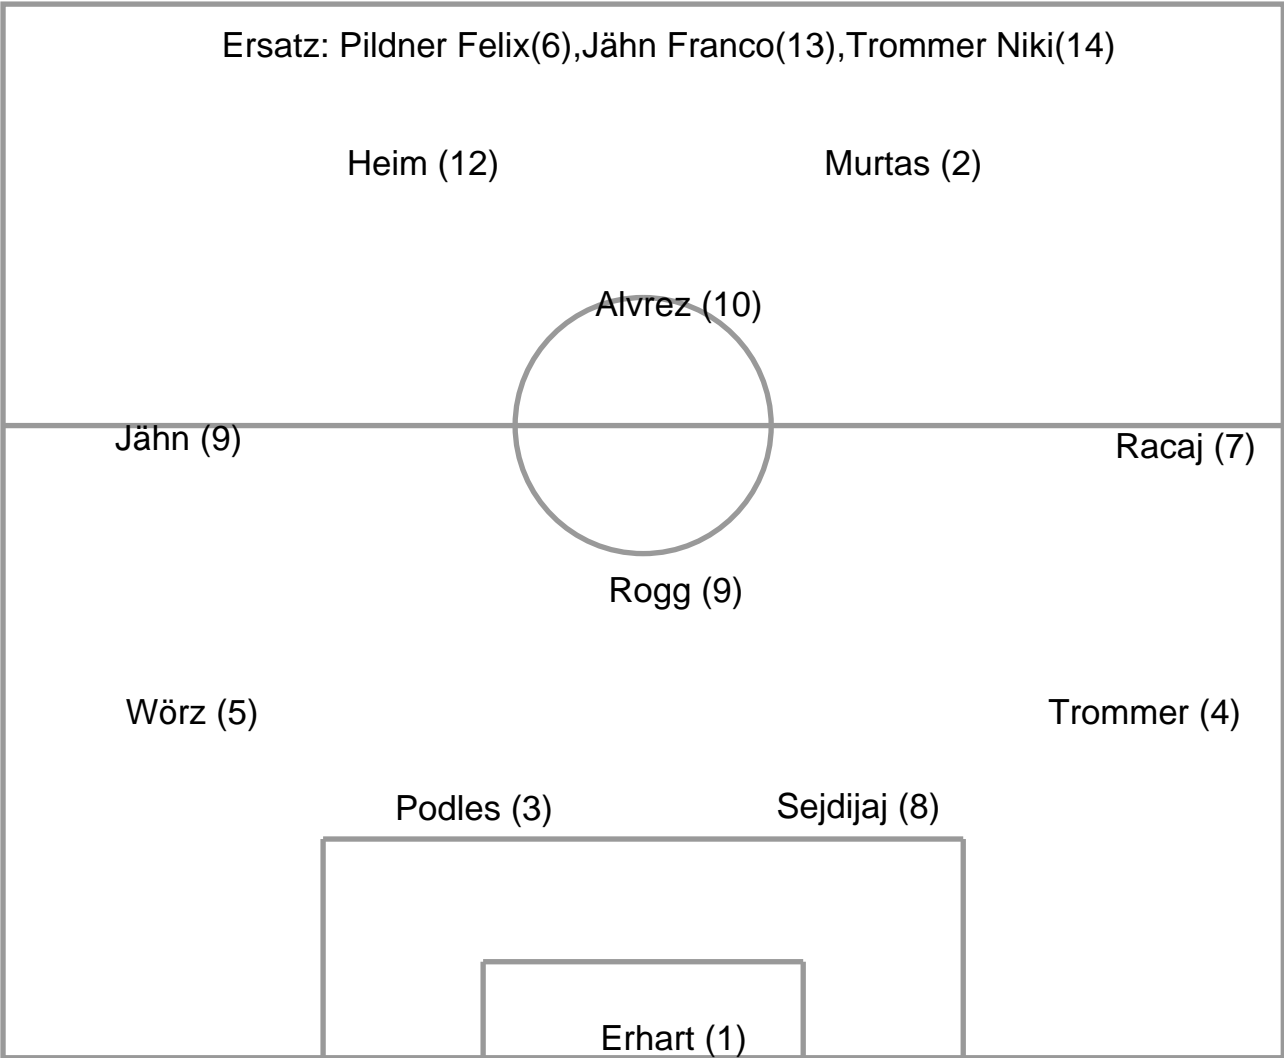 Ersatz: Pildner Felix(6),Jähn Franco(13),Trommer Niki(14)
Heim (12)
Murtas (2)
Alvrez (10)
Jähn (9)
Racaj (7)
Rogg (9)
Wörz (5)
Trommer (4)
Podles (3)
Sejdijaj (8)
Erhart (1)